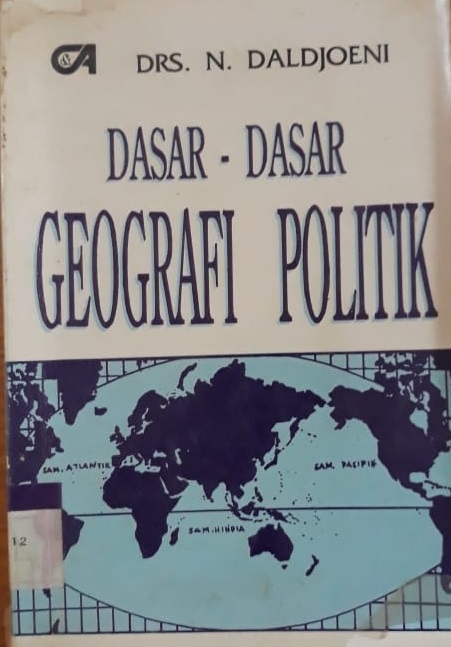 C&A DRS. N. DALDJOENI
DASAR - DASAR
GEOGRAFI POLITIK
SAM. ATLANTIK
SAM. PASIFIK
SAM. HINDIA
12